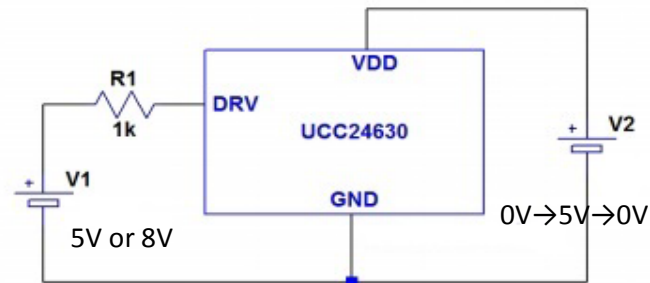 VDD
R1
DRV
1k
UCC24630
V2
V1
GND
5V or 8V
0V→5V→0V